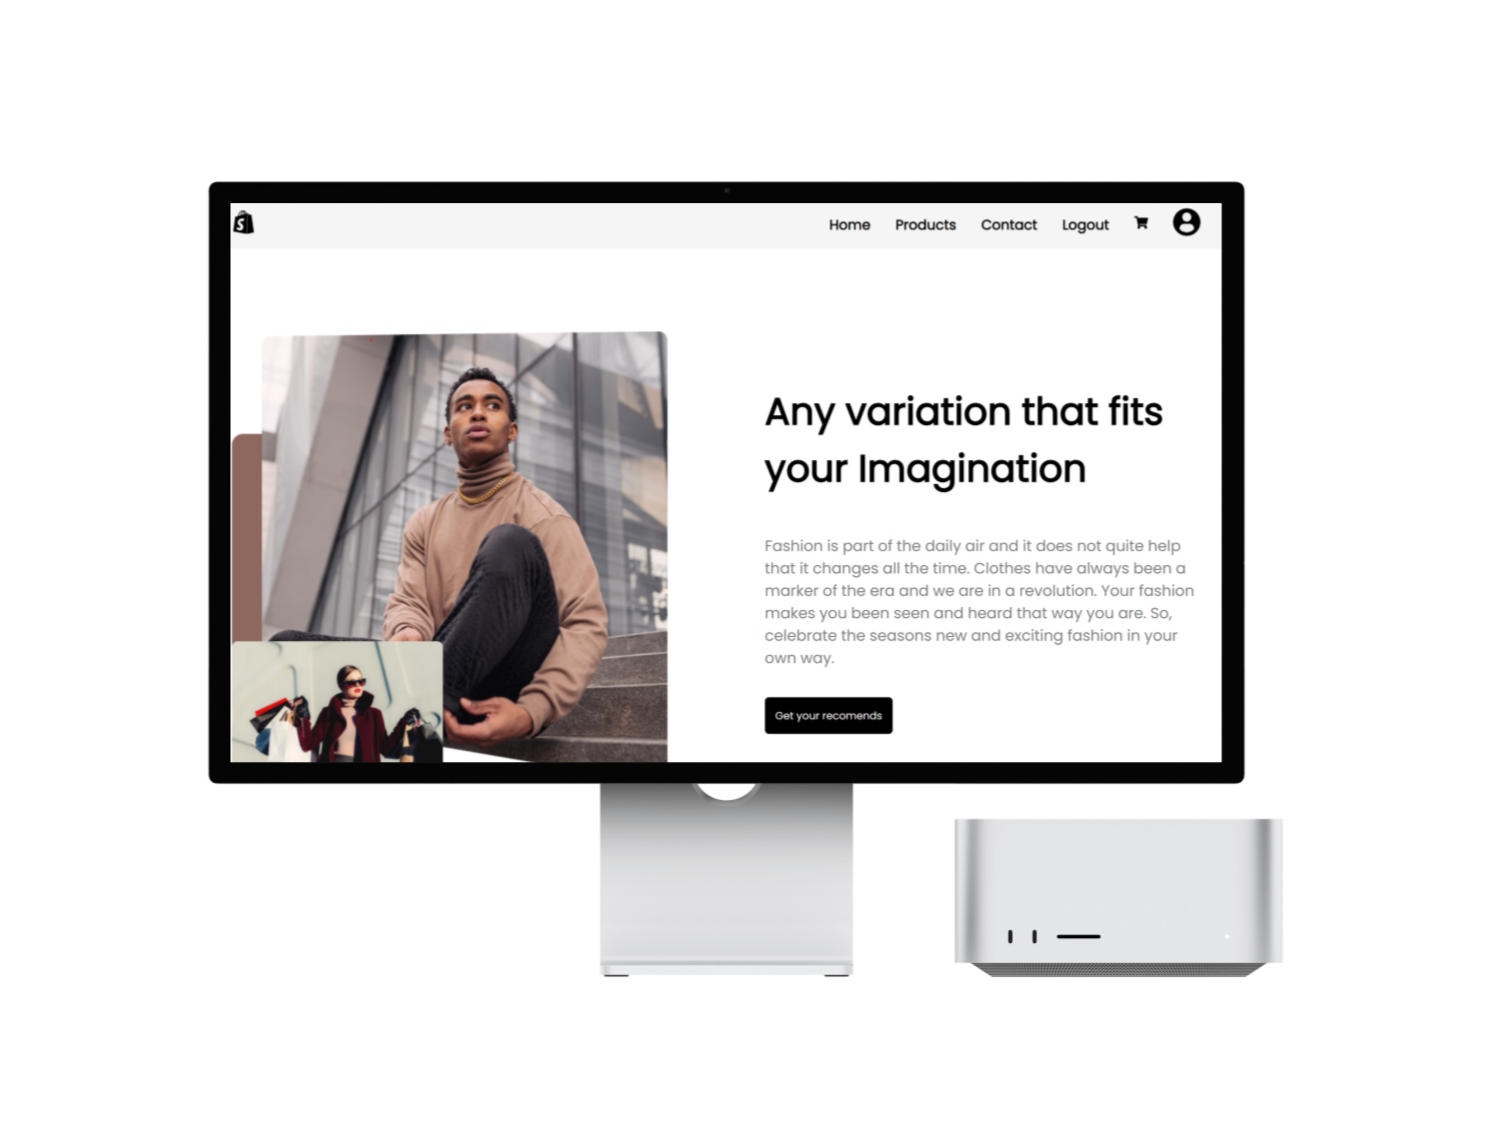 S
Home Products Contact Logout
Any variation that fits
your Imagination
Fashion is part of the daily air and it does not quite help
that it changes all the time. Clothes have always been a
marker of the era and we are in a revolution. Your fashion
makes you been seen and heard that way you are. So,
celebrate the seasons new and exciting fashion in your
own way.
Get your recomends